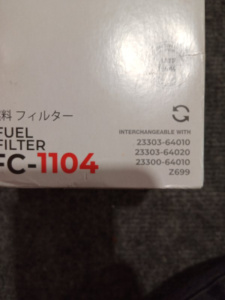 料 フィルター
FUEL
FILTER
FC-1104
INTERCHANGEABLE WITH
23303-64010
23303-64020
23300-64010
Z699